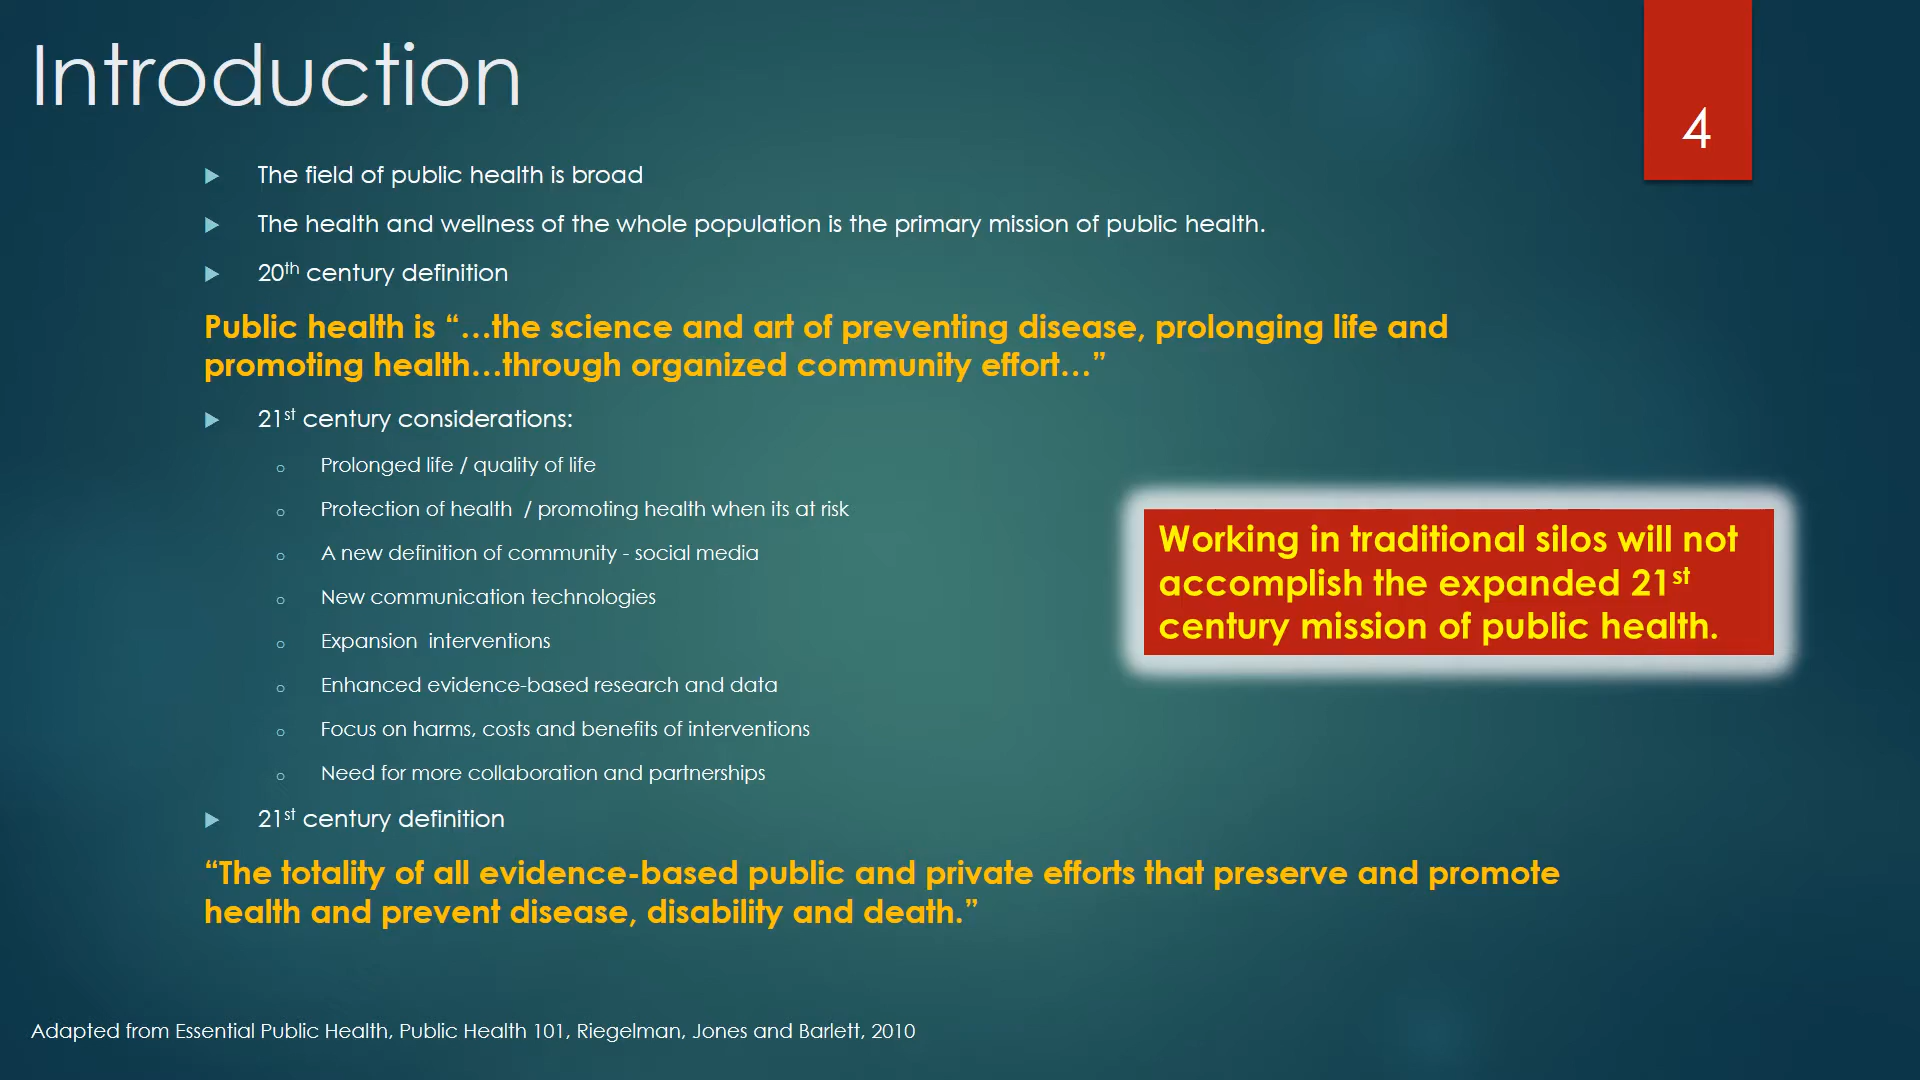 Introduction
4
The field of public health is broad
The health and wellness of the whole population is the primary mission of public health.
20th century definition
Public health is “…the science and art of preventing disease, prolonging life and
promoting health…through organized community effort…”
21st century considerations:
Prolonged life / quality of life
Protection of health  / promoting health when its at risk
A new definition of community - social media
New communication technologies
Expansion  interventions
Enhanced evidence-based research and data
Focus on harms, costs and benefits of interventions
Need for more collaboration and partnerships
Working in traditional silos will not
accomplish the expanded 21st
century mission of public health.
21st century definition
“The totality of all evidence-based public and private efforts that preserve and promote
health and prevent disease, disability and death.”
Adapted from Essential Public Health, Public Health 101, Riegelman, Jones and Barlett, 2010